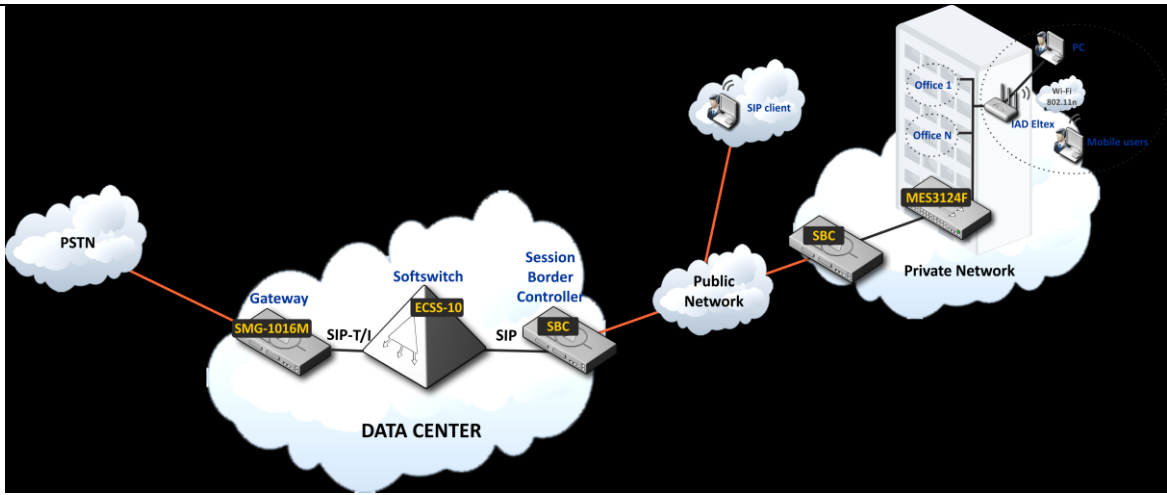 PSTN
Gateway
SMG-1016M
SIP-T/I
Softswitch
ECSS-10
SIP
Session
Border
Controller
SBC
DATA CENTER
SIP client
Public
Network
SBC
MES3124F
Private Network
Office 1
Office N
IAD Eltex
PC
Wi-Fi
802.11n
Mobile users